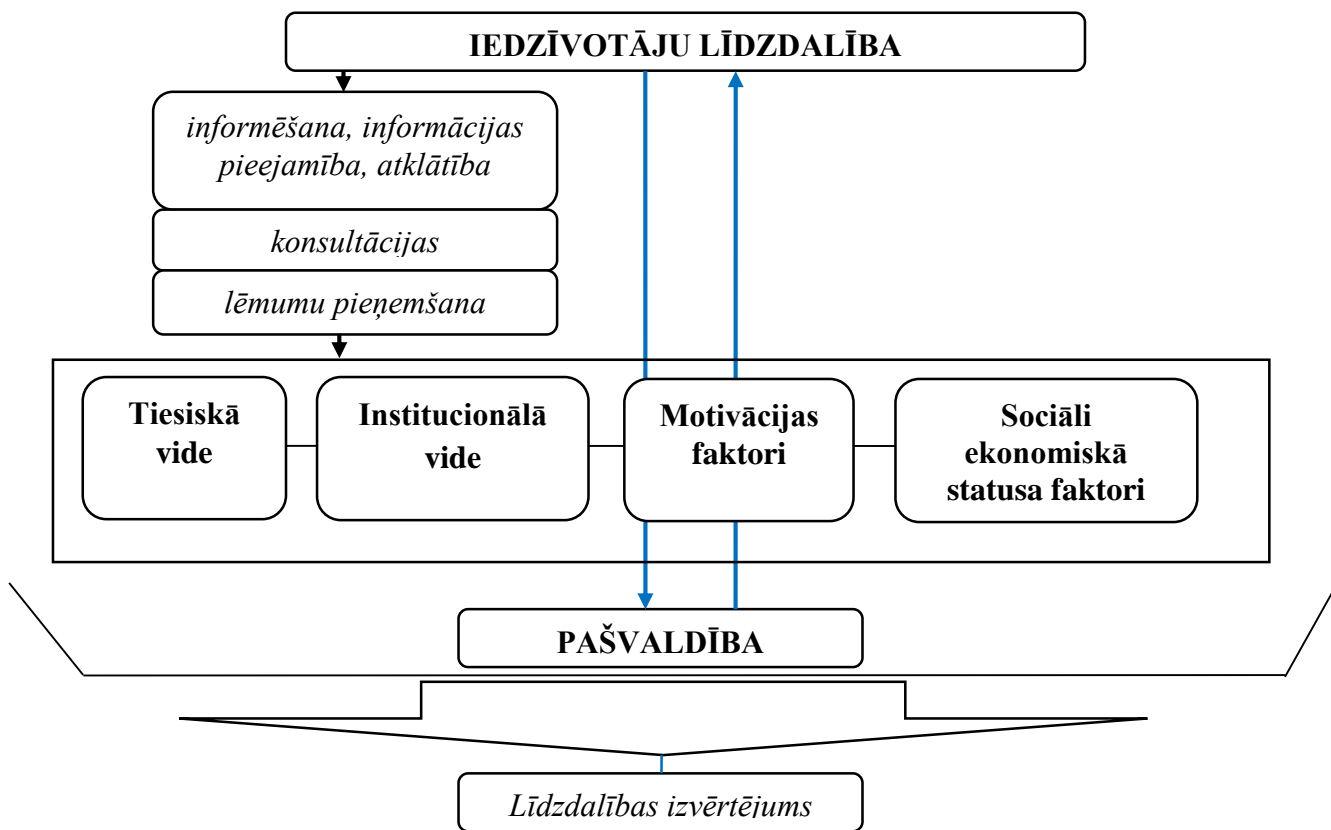 IEDZĪVOTĀJU LĪDZDALĪBA
informēšana, informācijas
pieejamība, atklātība
konsultācijas
lēmumu pieņemšana
Tiesiskā
vide
Institucionālā
vide
Motivācijas
faktori
Sociāli
ekonomiskā
statusa faktori
PAŠVALDĪBA
Līdzdalības izvērtējums